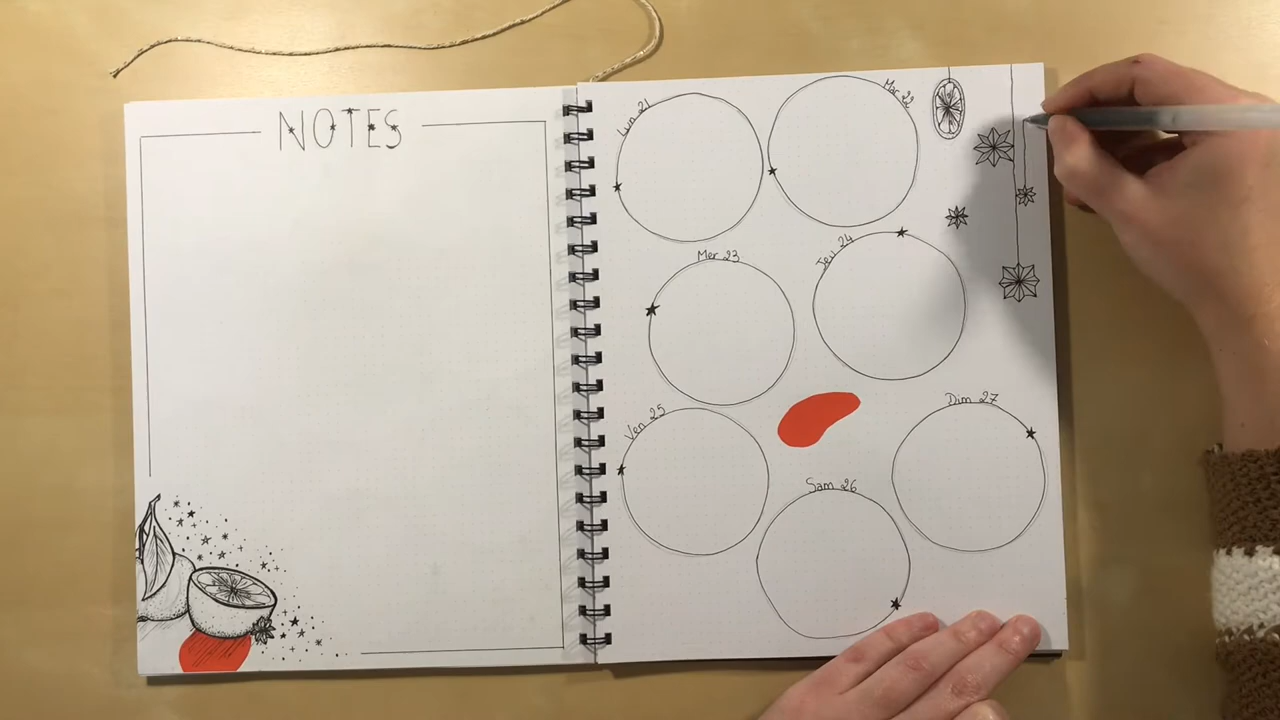 NOTES
Lun 21
Mar 22
Mer 23
Jeu 24
Ven 25
Sam 26
Dim 27